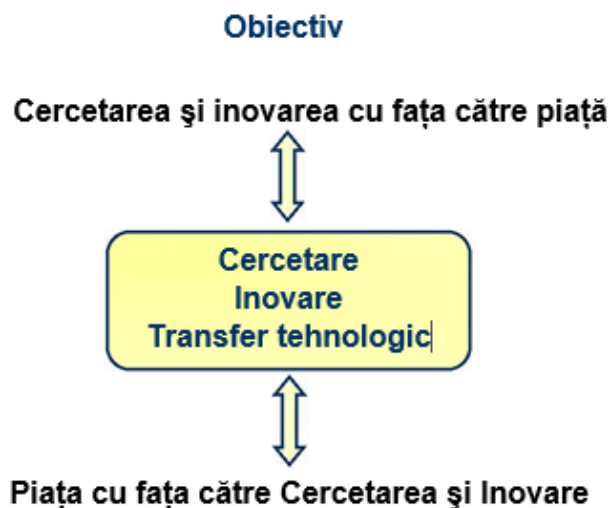 Obiectiv
Cercetarea şi inovarea cu fața către piață
Cercetare
Inovare
Transfer tehnologic
Piața cu fața către Cercetarea şi Inovare